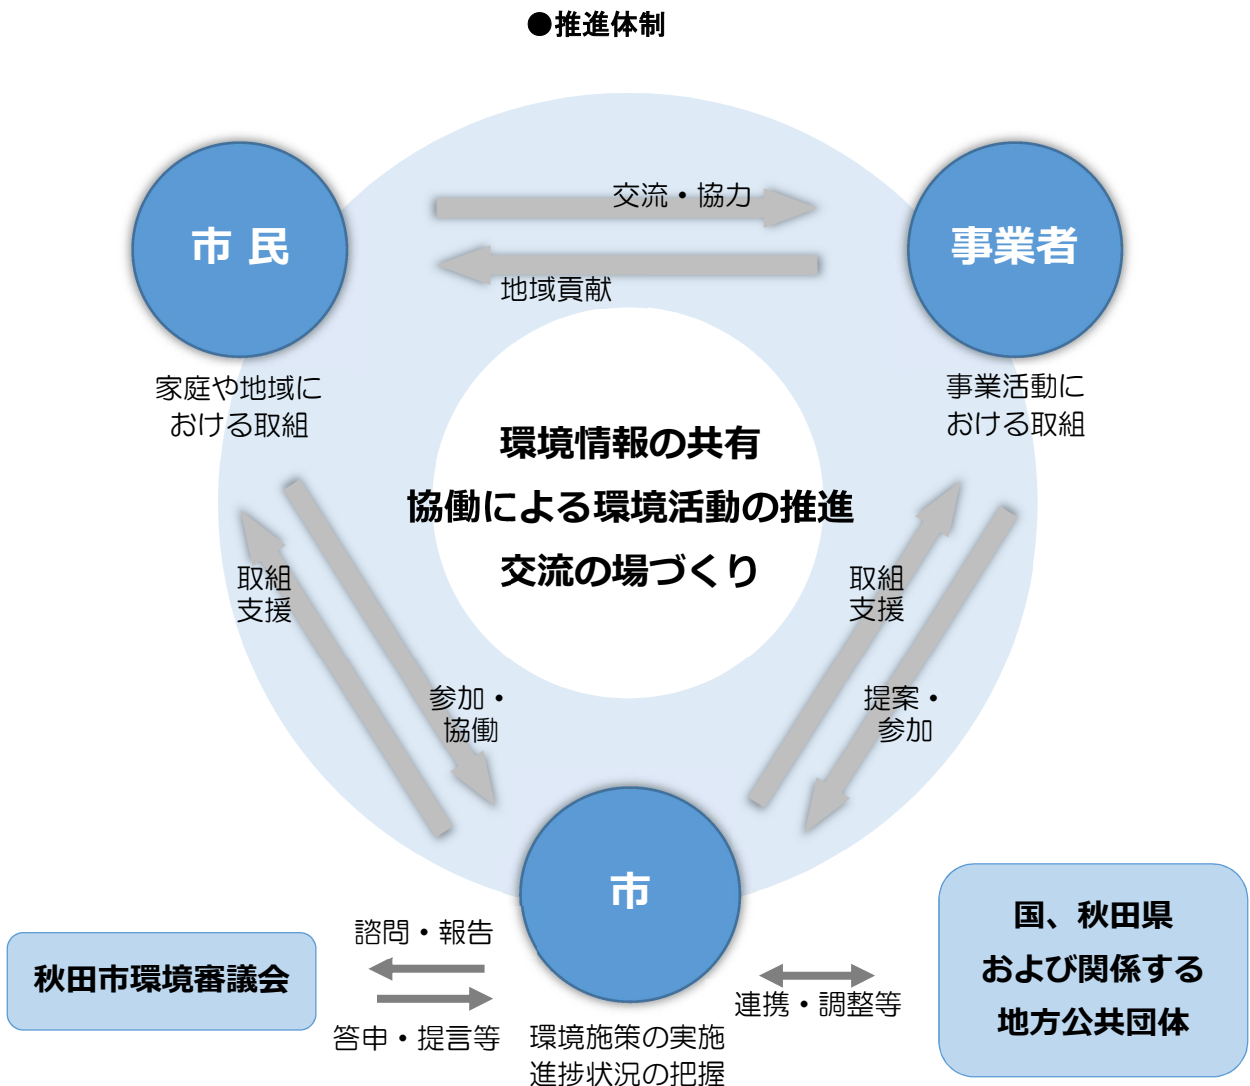 ●推進体制
交流・協力
市 民
事業者
地域貢献
家庭や地域に
おける取組
事業活動に
おける取組
環境情報の共有
協働による環境活動の推進
交流の場づくり
取組
支援
取組
支援
参加・
協働
提案・
参加
市
諮問・報告
秋田市環境審議会
答申・提言等
環境施策の実施
進捗状況の把握
連携・調整等
国、秋田県
および関係する
地方公共団体